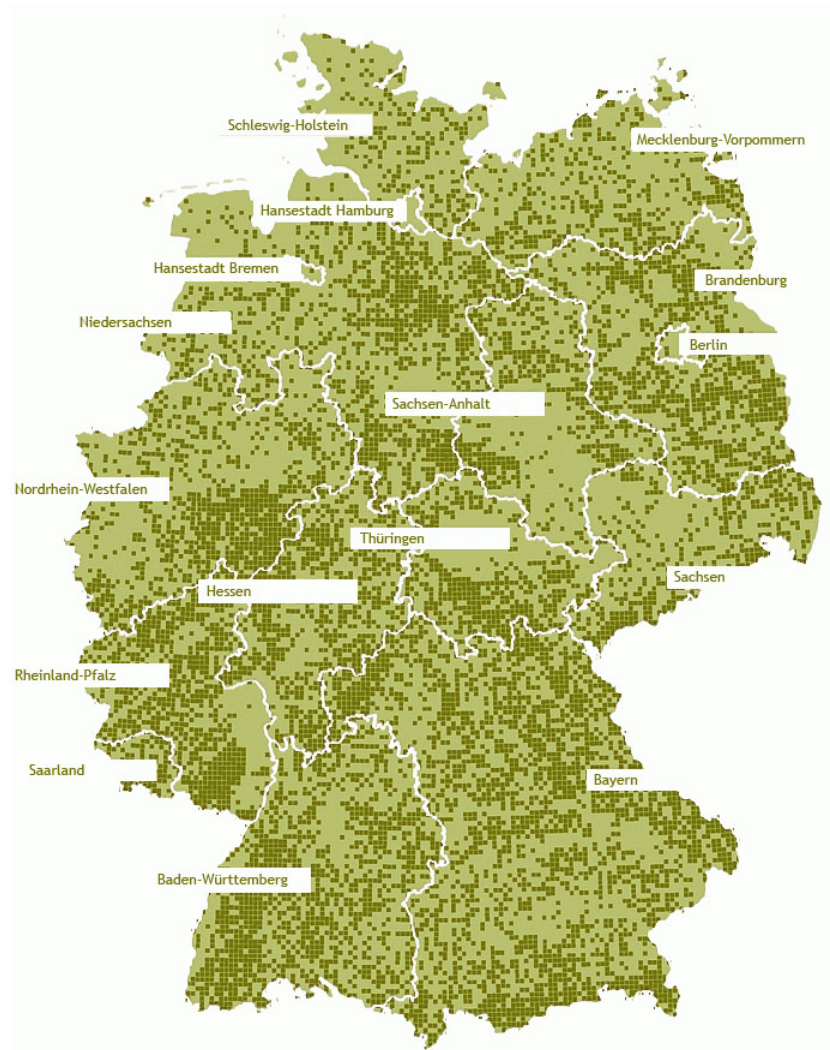 Schleswig-Holstein
Mecklenburg-Vorpommern
Hansestadt Hamburg
Hansestadt Bremen
Brandenburg
Niedersachsen
Berlin
Sachsen-Anhalt
Nordrhein-Westfalen
Thüringen
Sachsen
Hessen
Rheinland-Pfalz
Saarland
Bayern
Baden-Württemberg